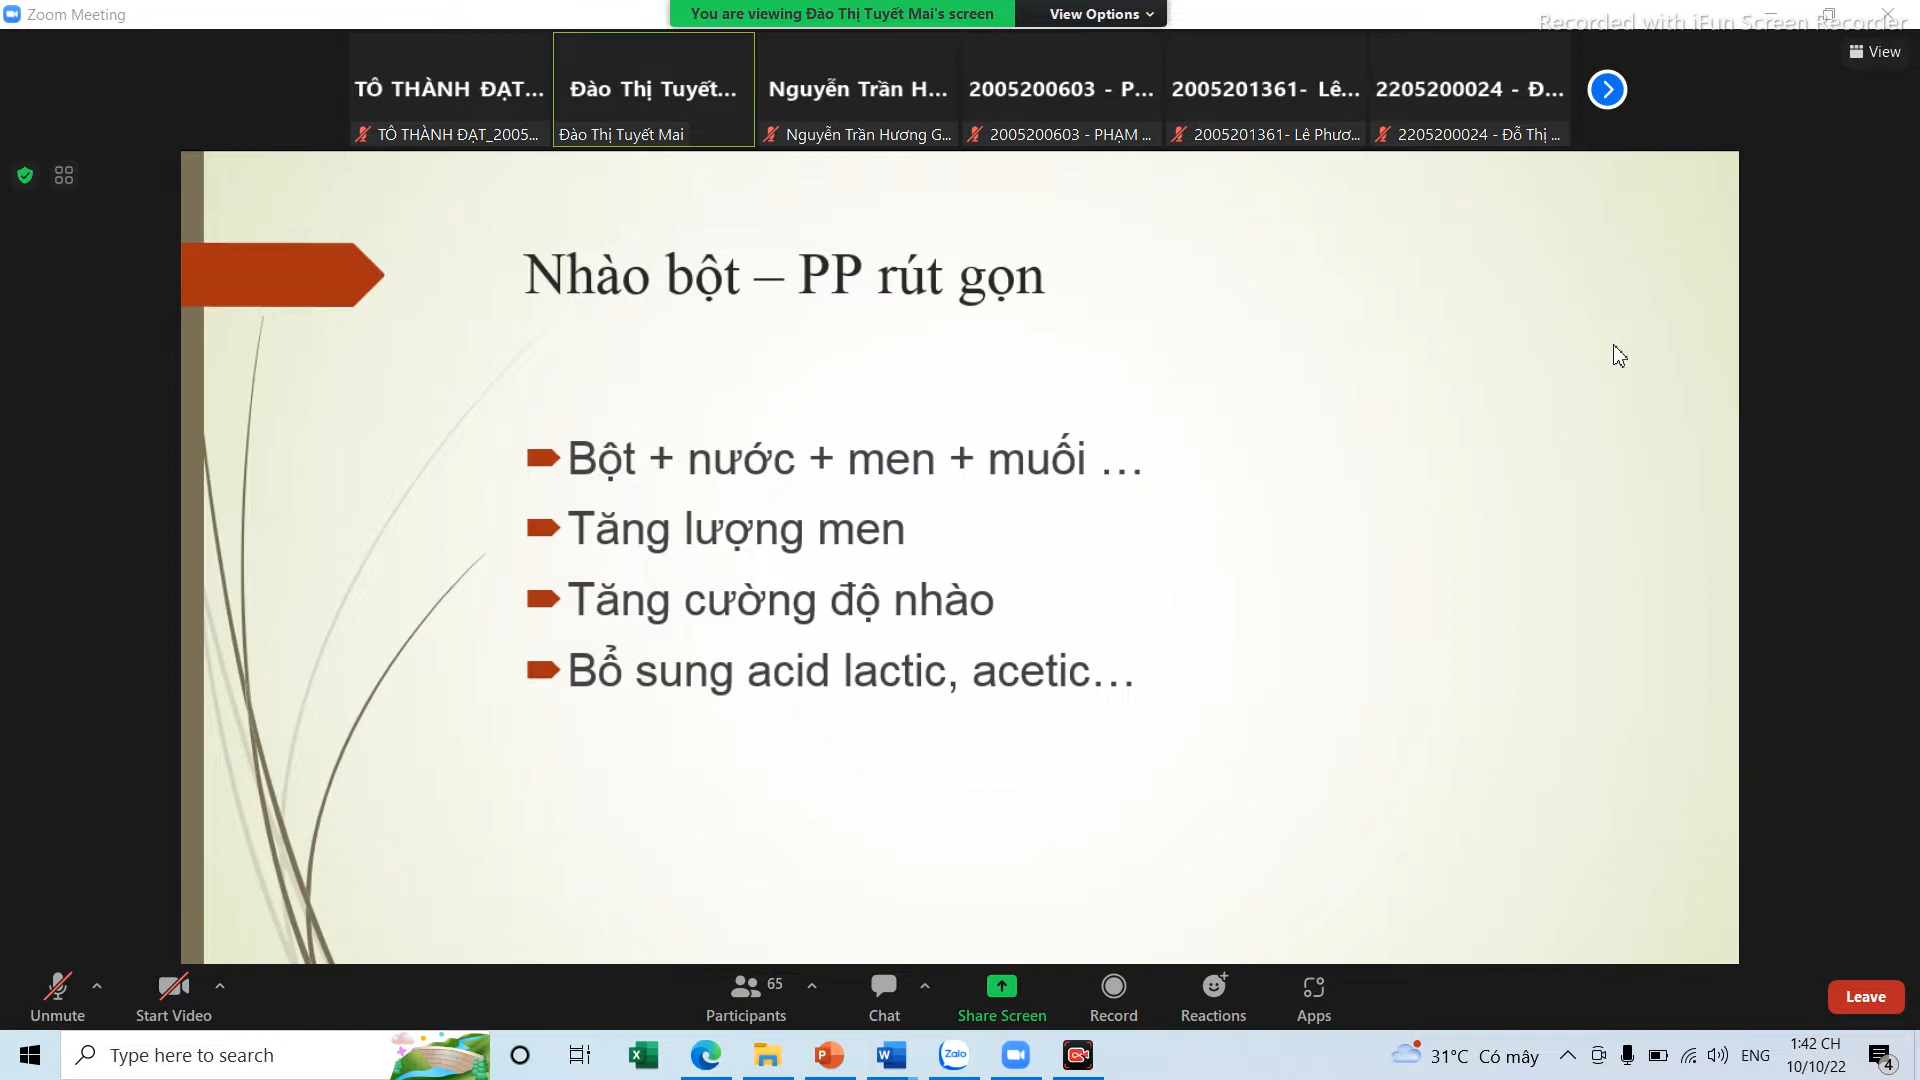 Zoom Meeting
You are viewing Đào Thị Tuyết Mai's screen
View Options
Recorded with iFun Screen Recorder
View
TÔ THÀNH ĐẠT...
Đào Thị Tuyết...
Nguyễn Trần H...
2005200603 - P...
2005201361- Lê...
2205200024 - Đ...
TÔ THÀNH ĐẠT_2005...
Đào Thị Tuyết Mai
Nguyễn Trần Hương G...
2005200603 - PHẠM ...
2005201361- Lê Phươ...
2205200024 - Đỗ Thị ...
Nhào bột – PP rút gọn
Bột + nước + men + muối …
Tăng lượng men
Tăng cường độ nhào
Bổ sung acid lactic, acetic…
Unmute
Start Video
65
Participants
Chat
Share Screen
Record
Reactions
Apps
Leave
Type here to search
Zalo
31°C Có mây
ENG
1:42 CH
10/10/22
4